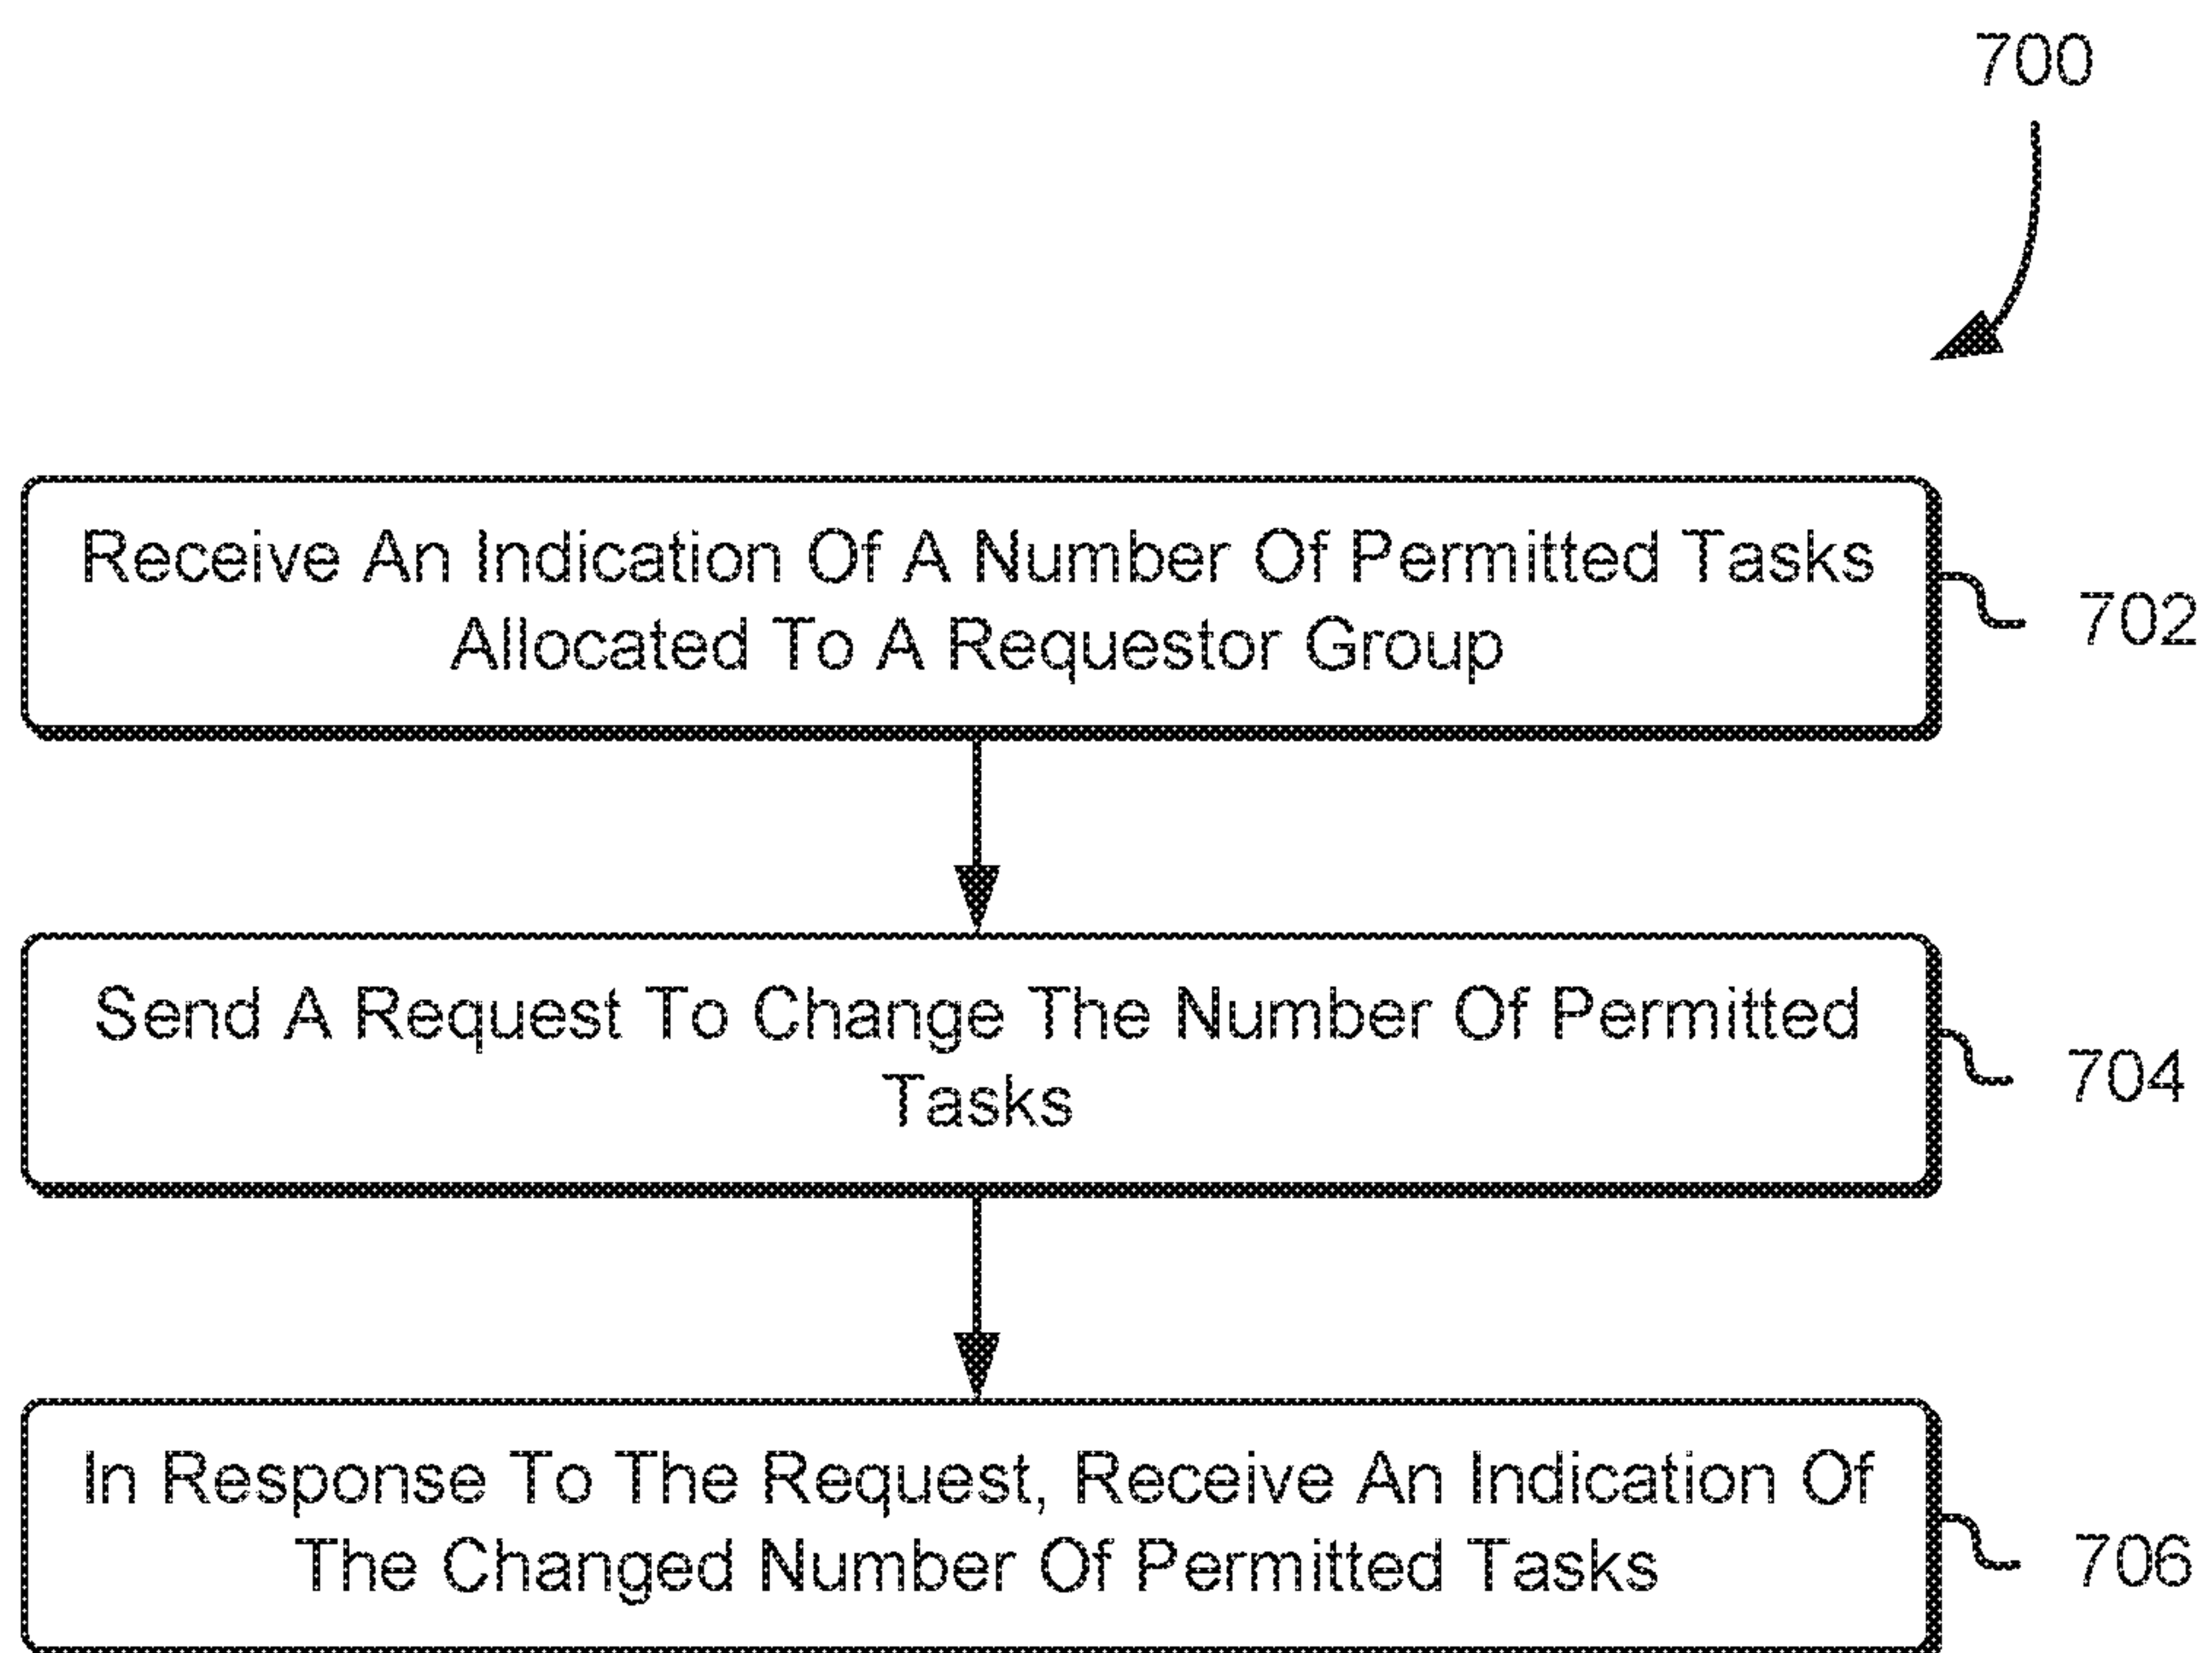 700
Receive An Indication Of A Number Of Permitted Tasks
Allocated To A Requestor Group
702
Send A Request To Change The Number Of Permitted
Tasks
704
In Response To The Request, Receive An Indication Of
The Changed Number Of Permitted Tasks
706